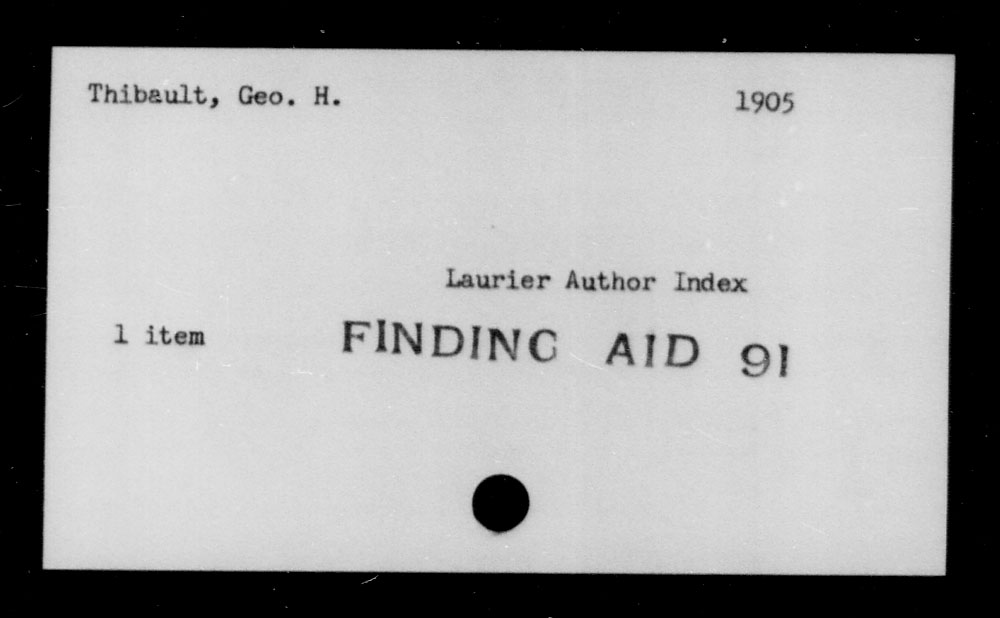 Thibault, Geo. H. 1905
Laurier Author Index
1 item FINDING AID 91